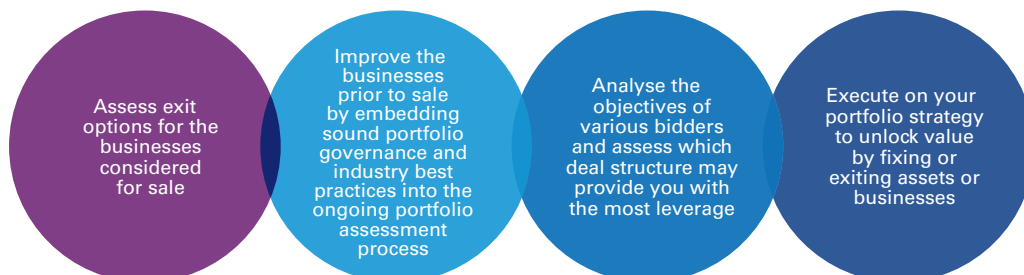 Assess exit
options for the
businesses
considered
for sale
Improve the
businesses
prior to sale
by embedding
sound portfolio
governance and
industry best
practices into the
ongoing portfolio
assessment
process
Analyse the
objectives of
various bidders
and assess which
deal structure may
provide you with
the most leverage
Execute on your
portfolio strategy
to unlock value
by fixing or
exiting assets or
businesses